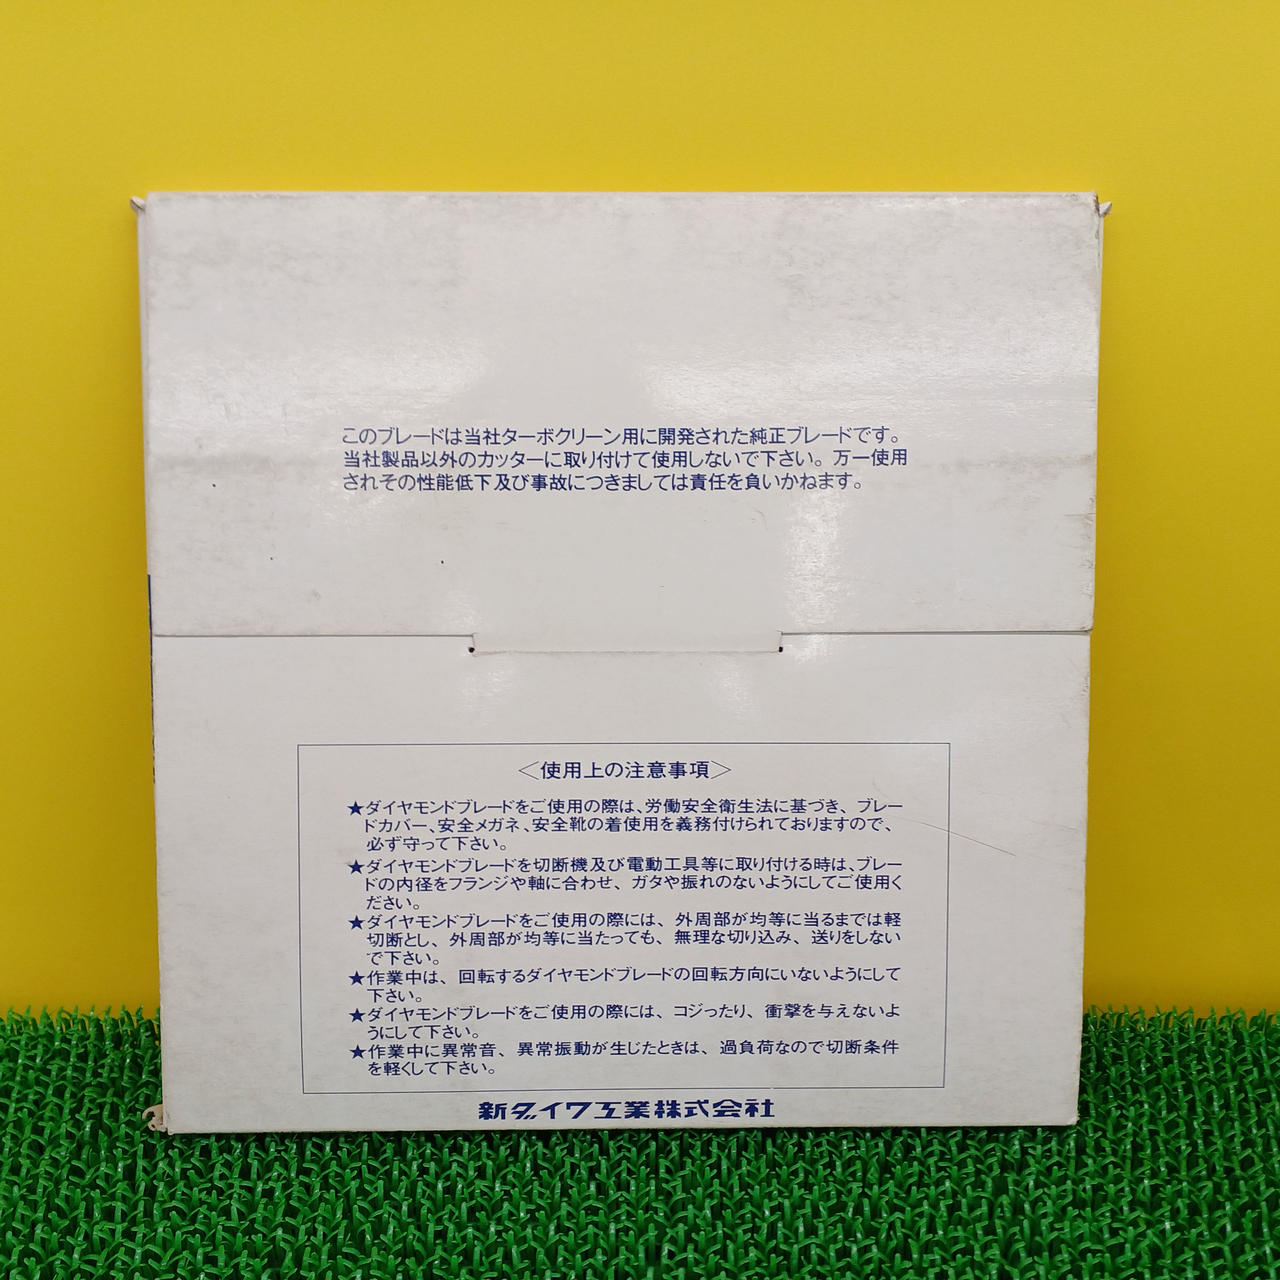 このブレードは当社ターボクリーン用に開発された純正ブレードです。
当社製品以外のカッターに取り付けて使用しないで下さい。万一使用
されその性能低下及び事故につきましては責任を負いかねます。
＜使用上の注意事項＞
★ダイヤモンドブレードをご使用の際は、労働安全衛生法に基づき、ブレー
ドカバー、安全メガネ、安全靴の着使用を義務付けられておりますので、
必ず守って下さい。
★ダイヤモンドブレードを切断機及び電動工具等に取り付ける時は、ブレー
ドの内径をフランジや軸に合わせ、ガタや振れのないようにしてご使用く
ださい。
★ダイヤモンドブレードをご使用の際には、外周部が均等に当るまでは軽
切断とし、外周部が均等に当たっても、無理な切り込み、送りをしない
で下さい。
★作業中は、回転するダイヤモンドブレードの回転方向にいないようにして
下さい。
★ダイヤモンドブレードをご使用の際には、コジったり、衝撃を与えないよ
うにして下さい。
★作業中に異常音、異常振動が生じたときは、過負荷なので切断条件
を軽くして下さい。
新ダイワ工業株式会社